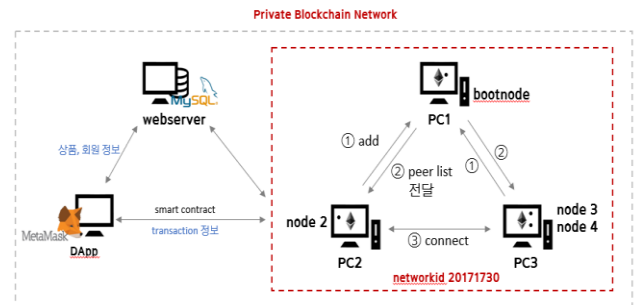 Private Blockchain Network
MySQL
webserver
상품, 회원 정보
MetaMask
DApp
smart contract
transaction 정보
bootnode
PC1
① add
② peer list
전달
①
②
node 2
PC2
③ connect
node 3
node 4
PC3
networkid 20171730